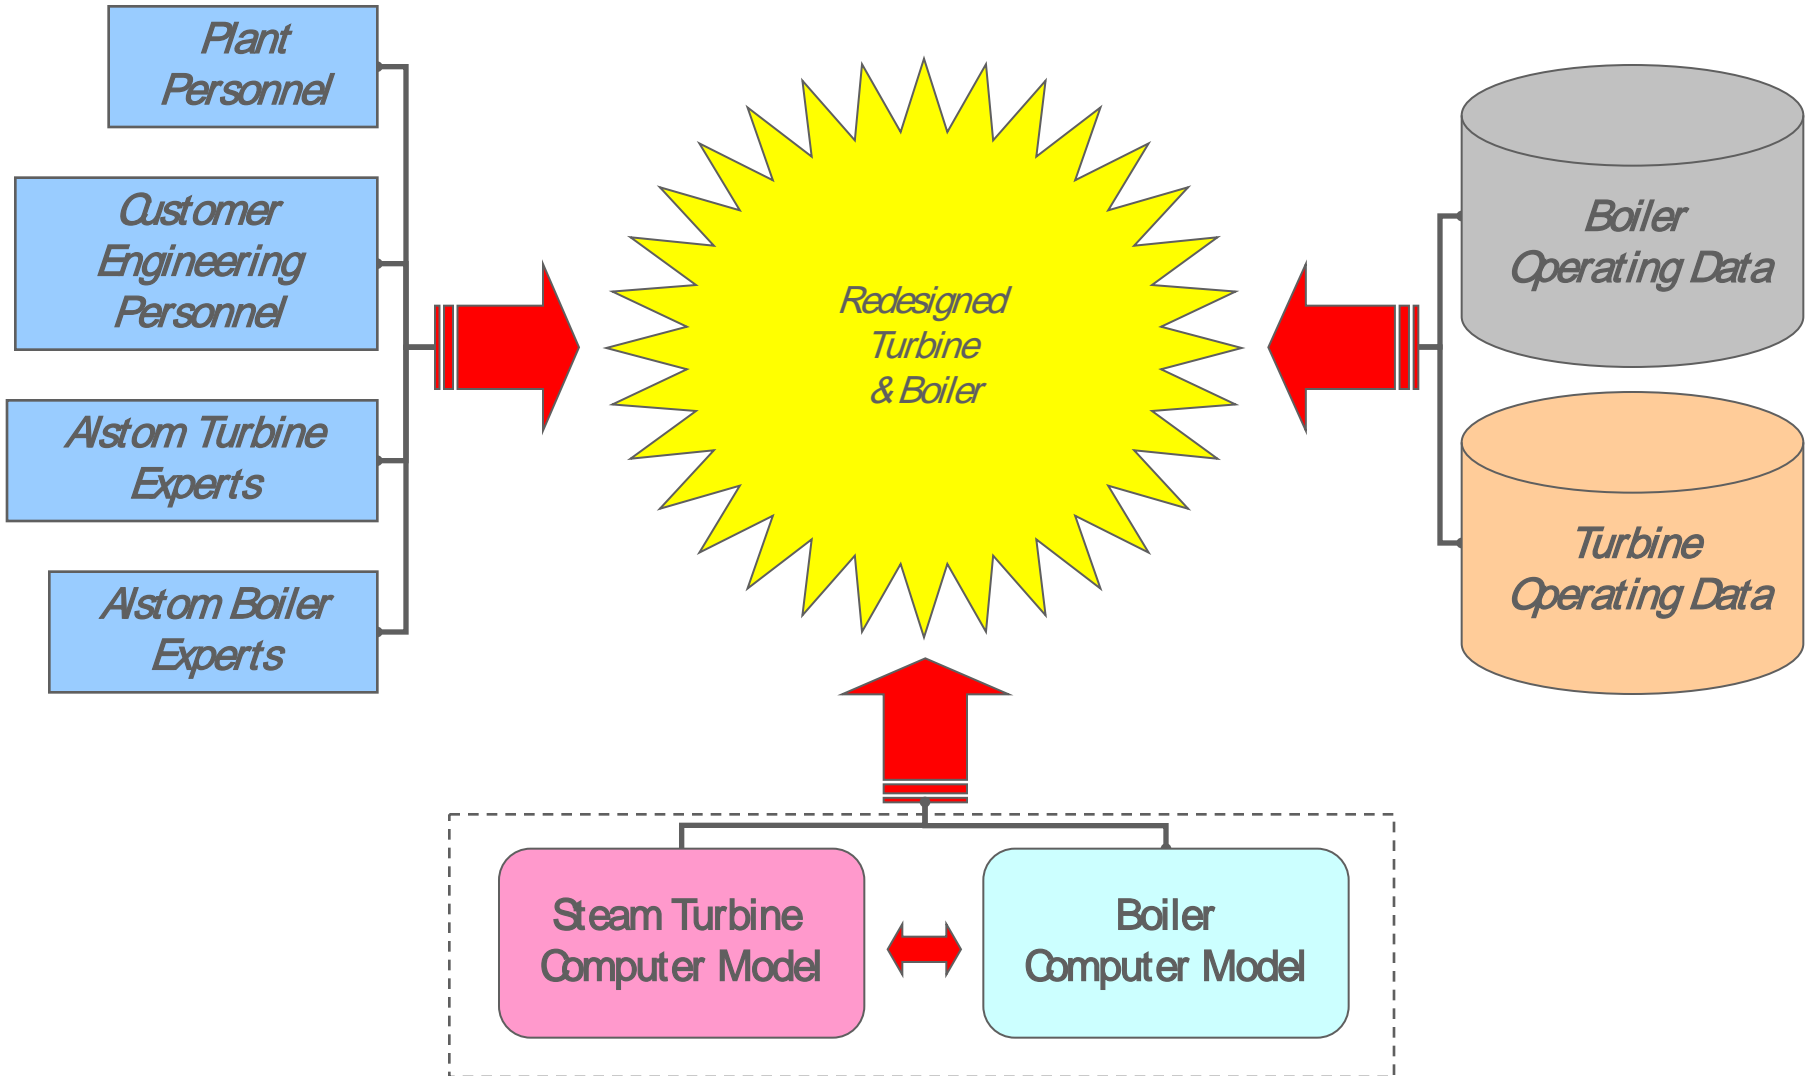 Plant
Personnel
Customer
Engineering
Personnel
Alstom Turbine
Experts
Alstom Boiler
Experts
Redesigned
Turbine
& Boiler
Boiler
Operating Data
Turbine
Operating Data
Steam Turbine
Computer Model
Boiler
Computer Model